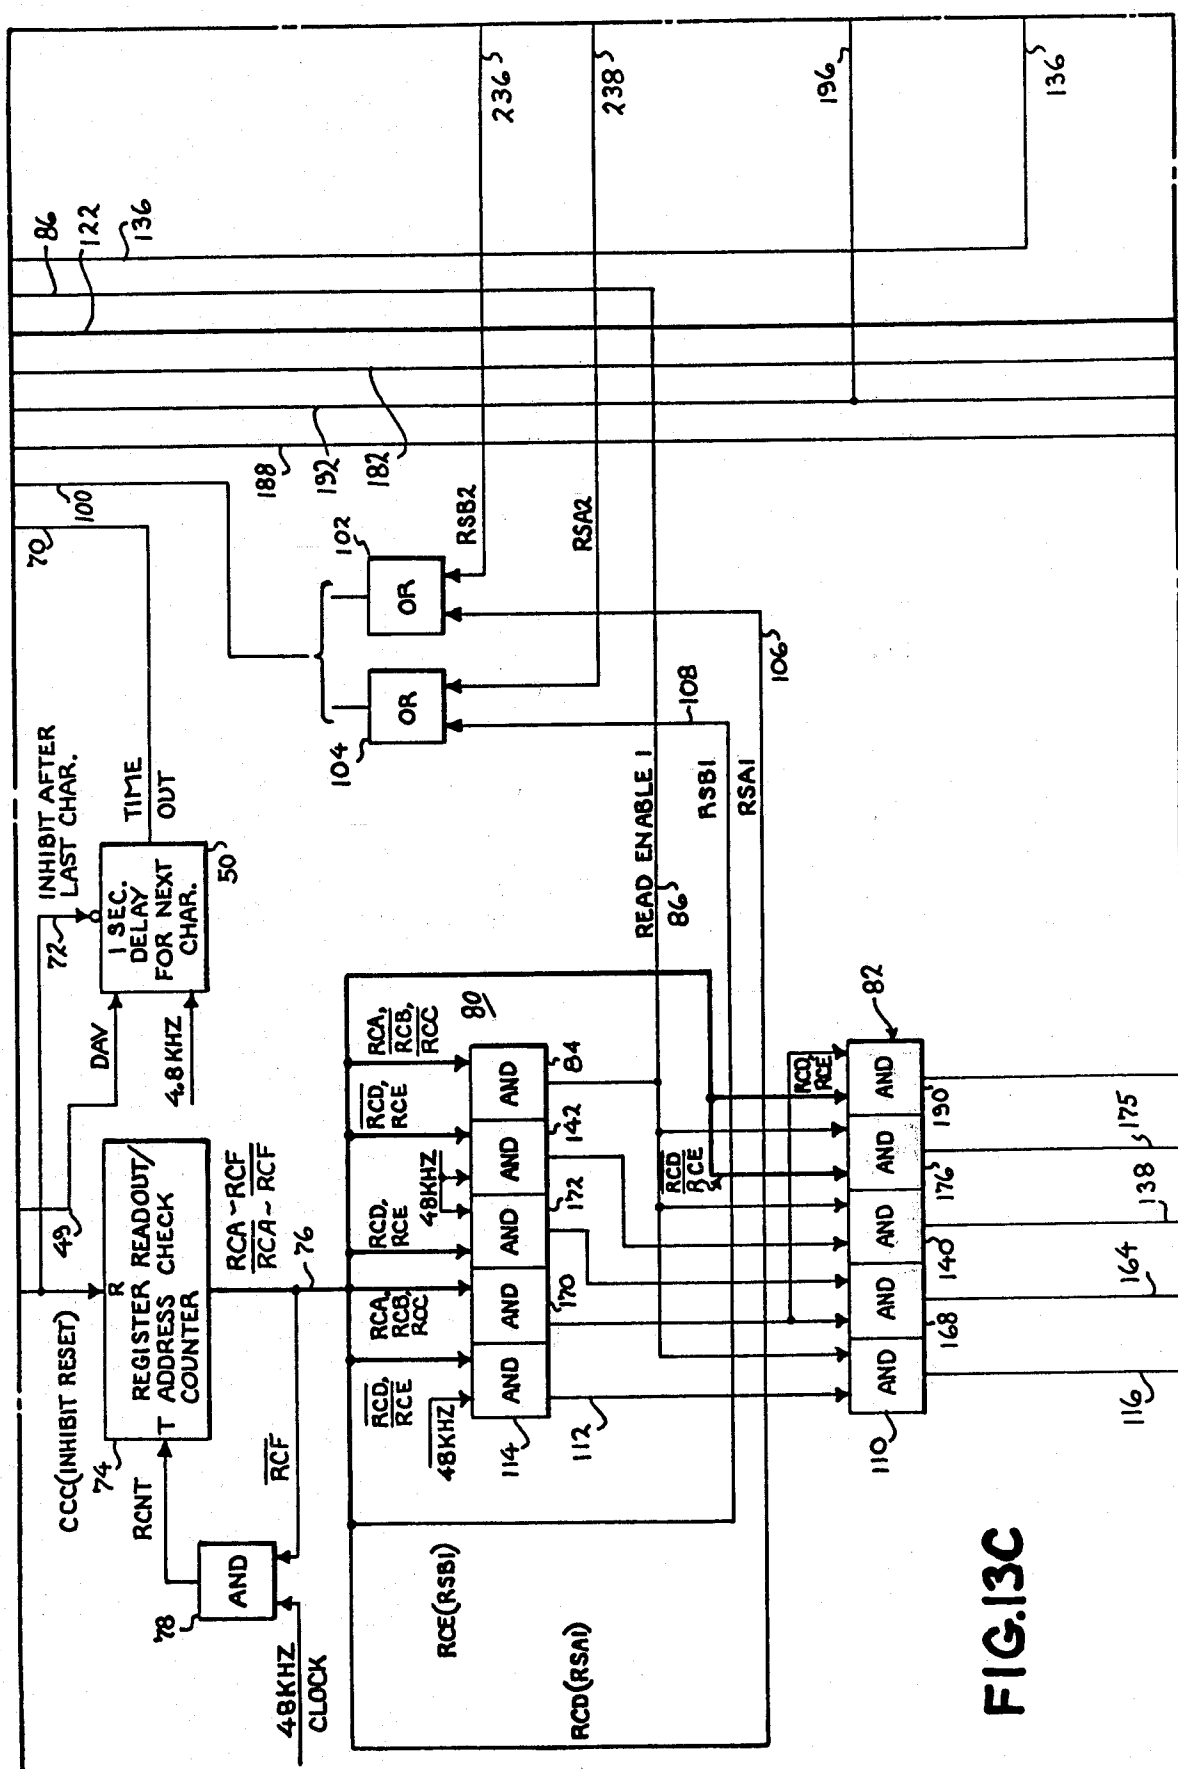 CCC(INHIBIT RESET)
49
72
INHIBIT AFTER
LAST CHAR.
70
100
188
192
182
86
122
136
74
R
T
REGISTER READOUT/
ADDRESS CHECK
COUNTER
DAV
4.8KHZ
1 SEC.
DELAY
FOR NEXT
CHAR.
50
TIME
OUT
RCNT
78
AND
48KHZ
CLOCK
RCF
RCA~RCF
RCA~RCF
76
104
OR
102
OR
RSB2
236
RSA2
238
196
136
RCE(RSB1)
RCD(RSA1)
RCD,
RCE
RCA,
RCB,
RCC
RCD,
RCE
RCD,
RCE
RCA,
RCB,
RCC
80
48KHZ
48KHZ
114
AND
AND
AND
AND
AND
170
172
142
84
112
READ ENABLE 1
86
RSB1
108
RSA1
106
RCD
RCE
RCD,
RCE
82
110
AND
AND
AND
AND
AND
168
140
176
190
116
164
138
175
FIG.13C